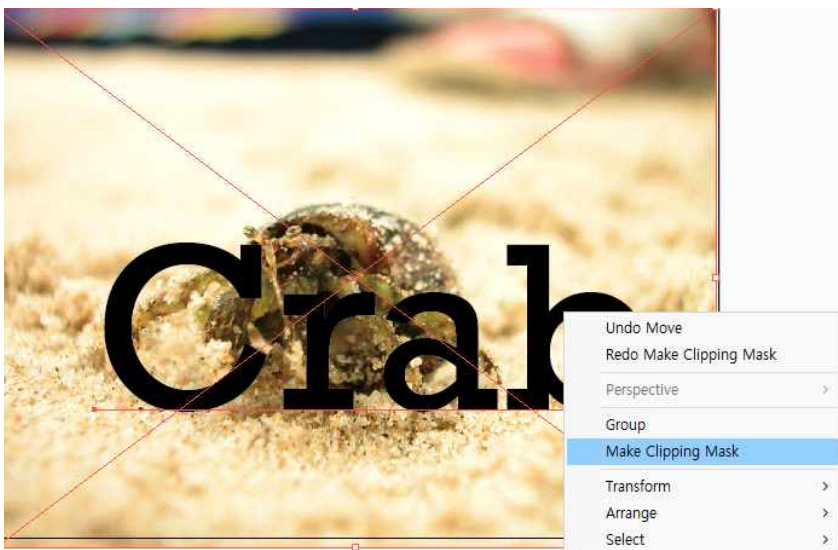 Crab
Undo Move
Redo Make Clipping Mask
Perspective
Group
Make Clipping Mask
Transform
Arrange
Select